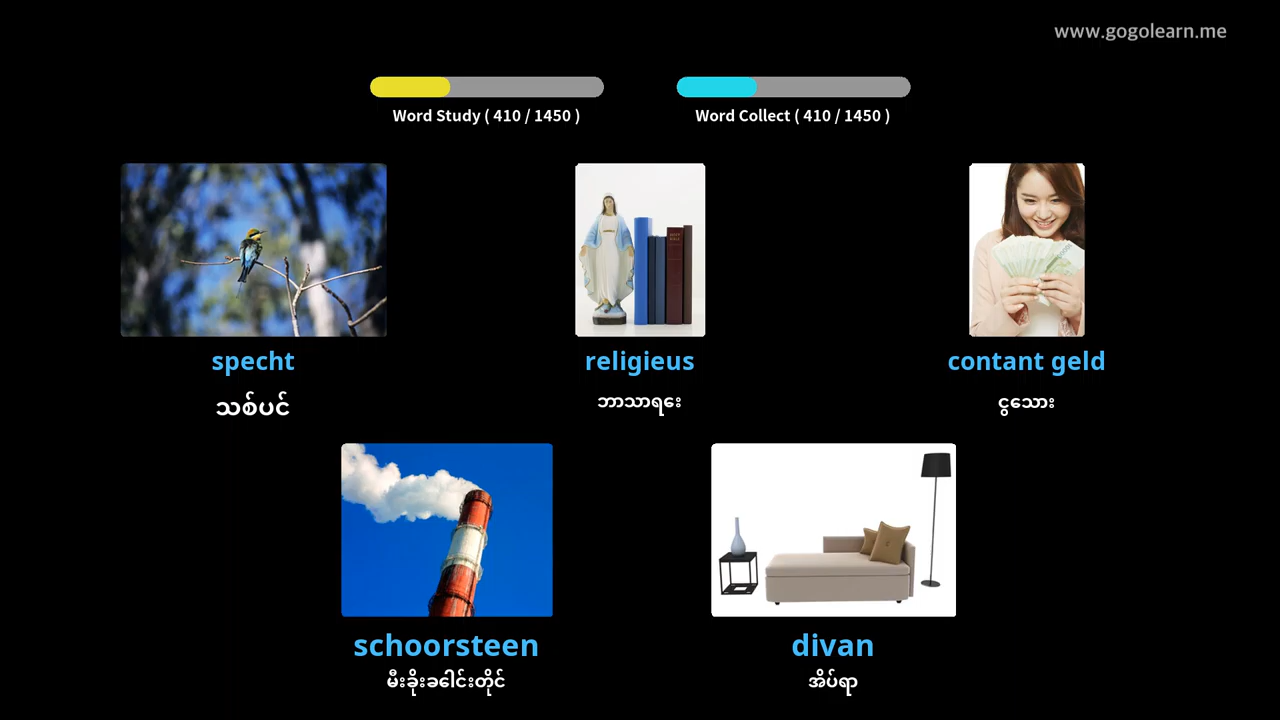 www.gogolearn.me
Word Study ( 410 / 1450 )
Word Collect ( 410 / 1450 )
specht
religieus
contant geld
သစ်ပင်
ဘာသာရေး
ငွသေား
schoorsteen
divan
မီးခိုးခေါင်းတိုင်
အိပ်ရာ